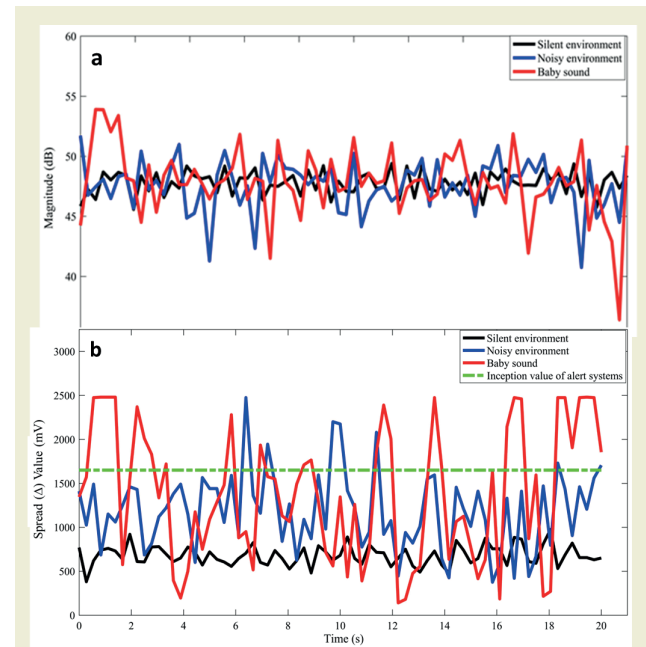 a
Silent environment
Noisy environment
Baby sound
60
55
50
45
40
Magnitude (dB)
b
Silent environment
Noisy environment
Baby sound
Inception value of alert systems
3000
2500
2000
1500
1000
500
0
Spread (Δ) Value (mV)
0 2 4 6 8 10 12 14 16 18 20
Time (s)